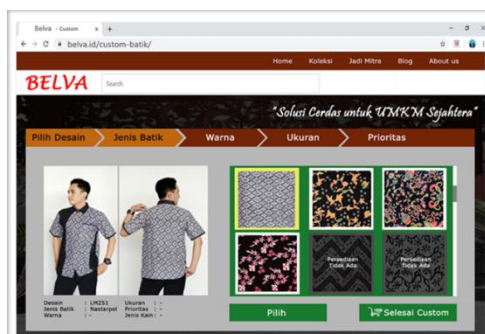 Belva - Custom
belva.id/custom-batik/
Home Koleksi Jadi Mitra Blog About us
BELVA
Search
"Solusi Cerdas untuk UMKM Sejahtera"
Pilih Desain Jenis Batik Warna Ukuran Prioritas
Persediaan
Tidak Ada
Persediaan
Tidak Ada
Desain : LM251 Ukuran : -
Jenis Batik : Nastarpol Prioritas : -
Warna : - Jenis Kain : -
Pilih
Selesai Custom